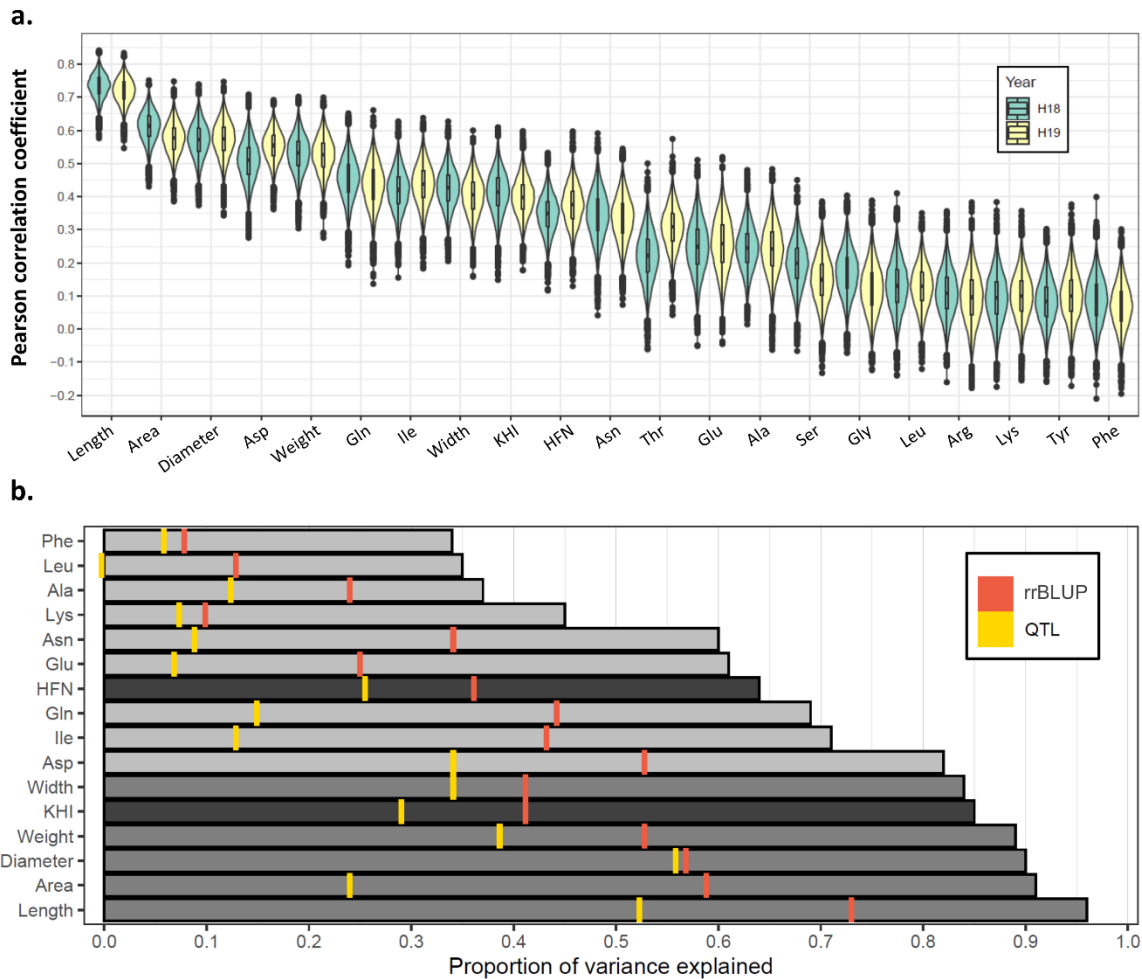 a.
Pearson correlation coefficient
0.8
0.7
0.6
0.5
0.4
0.3
0.2
0.1
0.0
−0.1
−0.2
Year
H18
H19
Length
Area
Diameter
Asp
Weight
Gln
Ile
Width
KHI
HFN
Asn
Thr
Glu
Ala
Ser
Gly
Leu
Arg
Lys
Tyr
Phe
b.
Phe
Leu
Ala
Lys
Asn
Glu
HFN
Gln
Ile
Asp
Width
KHI
Weight
Diameter
Area
Length
rrBLUP
QTL
0.0 0.1 0.2 0.3 0.4 0.5 0.6 0.7 0.8 0.9 1.0
Proportion of variance explained